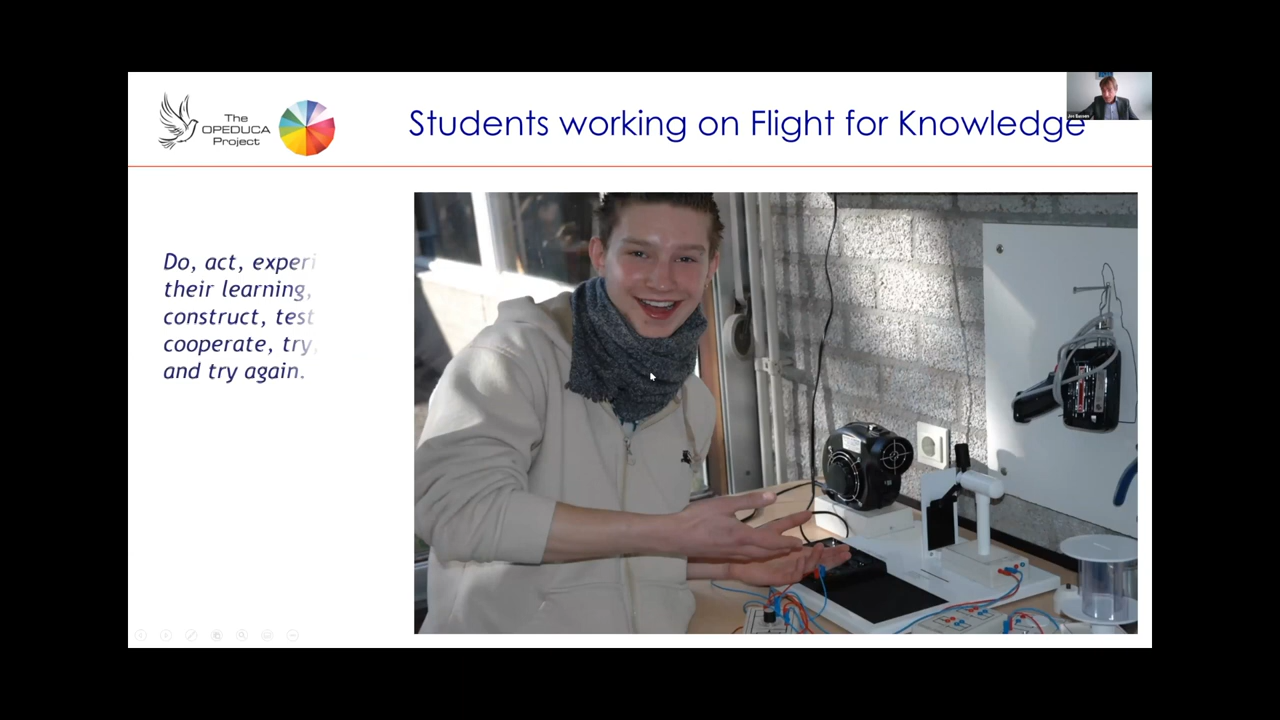 The
OPEDUCA
Project
Students working on Flight for Knowledge
Do, act, experi
their learning,
construct, test
cooperate, try,
and try again.